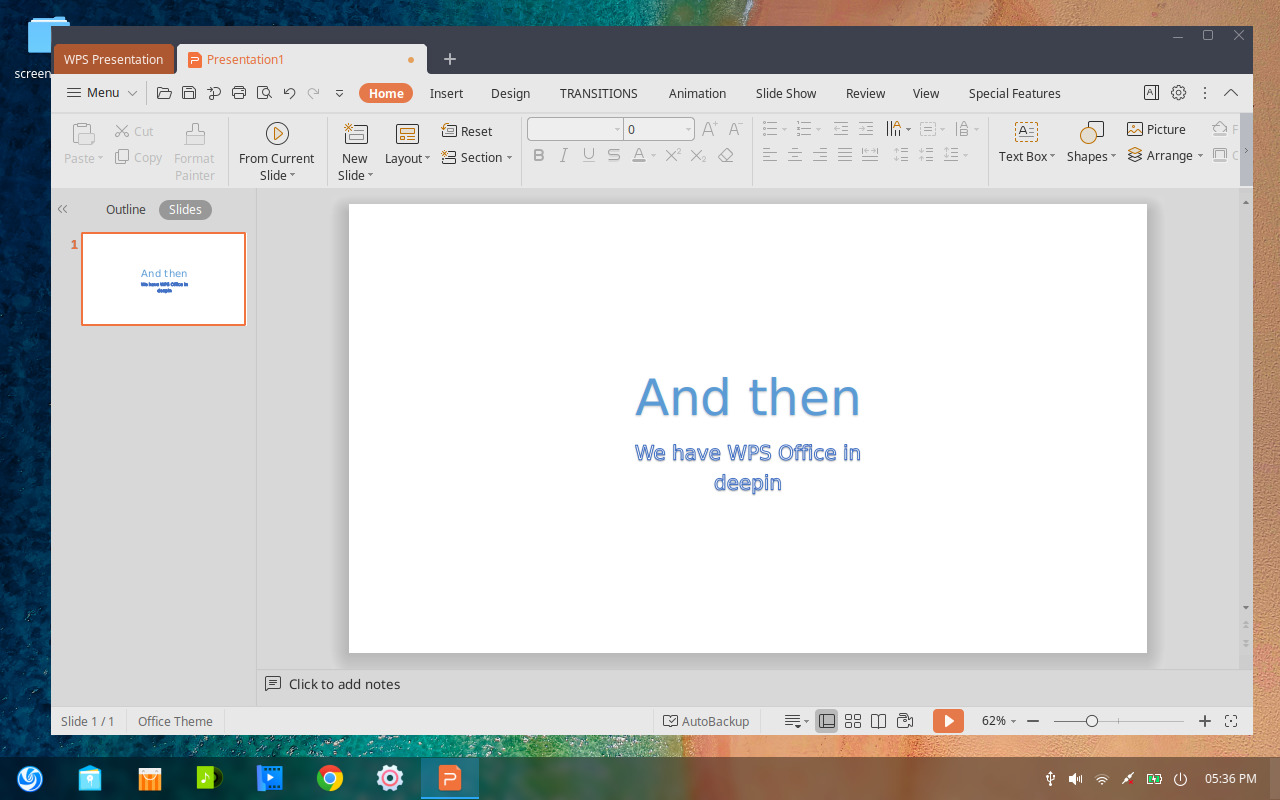 screen
WPS Presentation
Presentation1
Menu
Home
Insert
Design
TRANSITIONS
Animation
Slide Show
Review
View
Special Features
Paste
Cut
Copy
Format
Painter
From Current
Slide
New
Slide
Layout
Reset
Section
0
Text Box
Shapes
Picture
Arrange
Outline
Slides
1
And then
We have WPS Office in
deepin
And then
We have WPS Office in
deepin
Click to add notes
Slide 1 / 1
Office Theme
AutoBackup
62%
05:36 PM